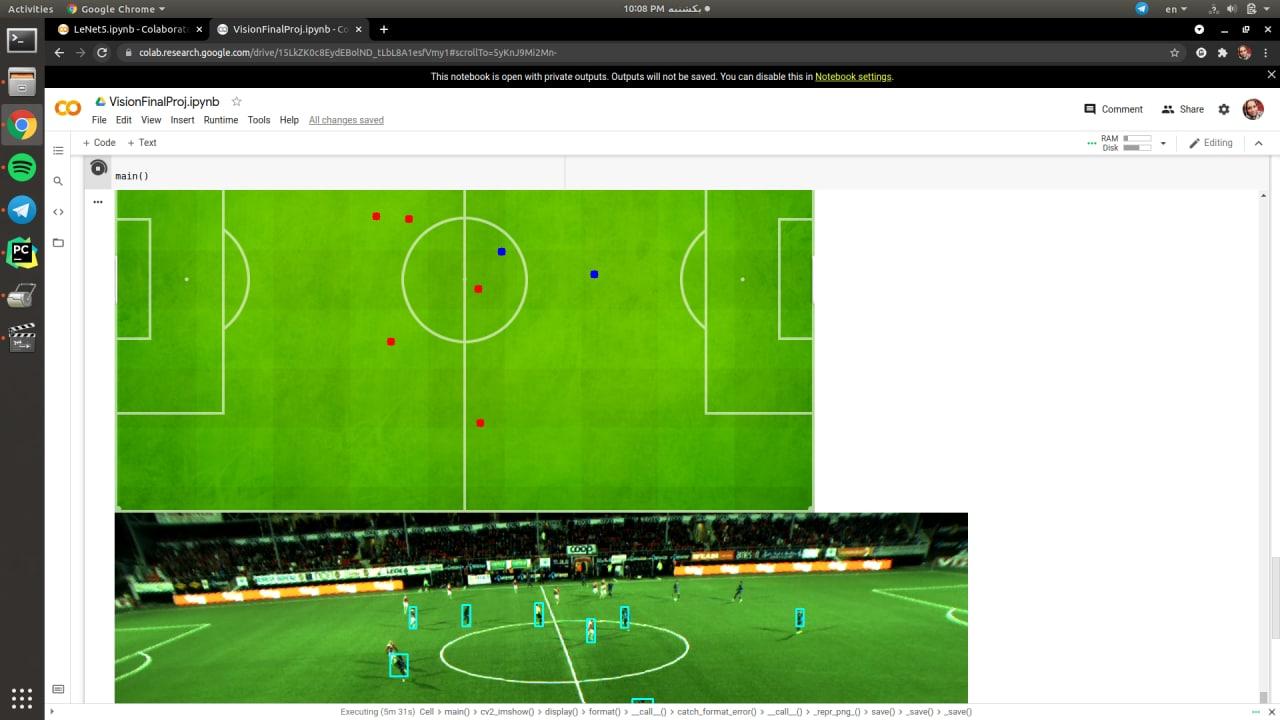 Activities
Google Chrome
یکشنبه 10:08 PM
en
LeNet5.ipynb - Colaborat
VisionFinalProj.ipynb - Co
colab.research.google.com/drive/15LkZK0c8EydEBolND_tLbL8A1esfVmy1#scrollTo=5yKnJ9Mi2Mn-
This notebook is open with private outputs. Outputs will not be saved. You can disable this in Notebook settings.
VisionFinalProj.ipynb
Comment
Share
File Edit View Insert Runtime Tools Help All changes saved
+ Code + Text
RAM
Disk
Editing
main()
PC
coop
Executing (5m 31s) Cell > main() > cv2_imshow() > display() > format() > __call__() > catch_format_error() > __call__() > _repr_png_() > save() > _save() > _save()